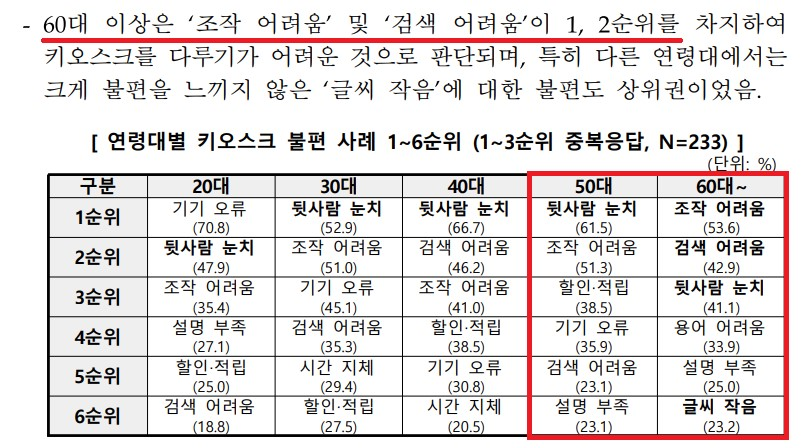 - 60대 이상은 ‘조작 어려움’ 및 ‘검색 어려움’이 1, 2순위를 차지하여
키오스크를 다루기가 어려운 것으로 판단되며, 특히 다른 연령대에서는
크게 불편을 느끼지 않은 ‘글씨 작음’에 대한 불편도 상위권이었음.
[ 연령대별 키오스크 불편 사례 1~6순위 (1~3순위 중복응답, N=233) ]
(단위: %)
구분 20대 30대 40대 50대 60대~
1순위 기기 오류 뒷사람 눈치 뒷사람 눈치 뒷사람 눈치 조작 어려움
(70.8) (52.9) (66.7) (61.5) (53.6)
2순위 뒷사람 눈치 조작 어려움 검색 어려움 조작 어려움 검색 어려움
(47.9) (51.0) (46.2) (51.3) (42.9)
3순위 조작 어려움 기기 오류 조작 어려움 할인·적립 뒷사람 눈치
(35.4) (45.1) (41.0) (38.5) (41.1)
4순위 설명 부족 검색 어려움 할인·적립 기기 오류 용어 어려움
(27.1) (35.3) (38.5) (35.9) (33.9)
5순위 할인·적립 시간 지체 기기 오류 검색 어려움 설명 부족
(25.0) (29.4) (30.8) (23.1) (25.0)
6순위 검색 어려움 할인·적립 시간 지체 설명 부족 글씨 작음
(18.8) (27.5) (20.5) (23.1) (23.2)